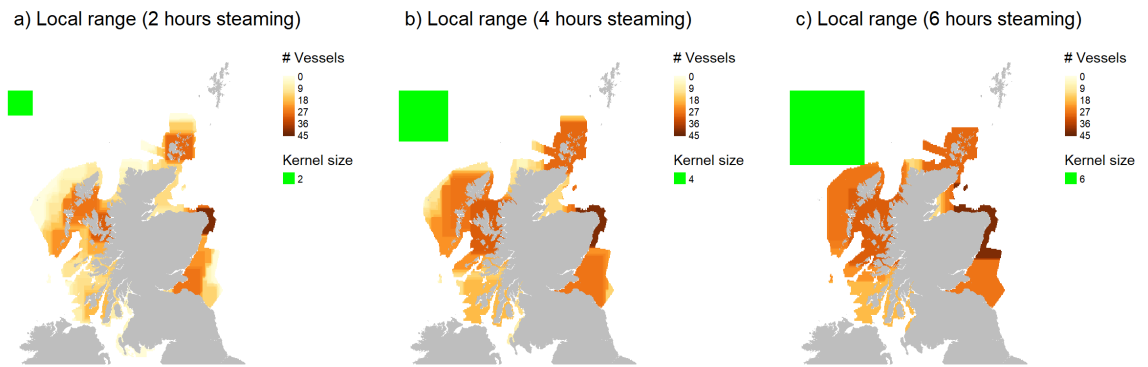 a) Local range (2 hours steaming)
# Vessels
0
9
18
27
36
45
Kernel size
2
b) Local range (4 hours steaming)
# Vessels
0
9
18
27
36
45
Kernel size
4
c) Local range (6 hours steaming)
# Vessels
0
9
18
27
36
45
Kernel size
6